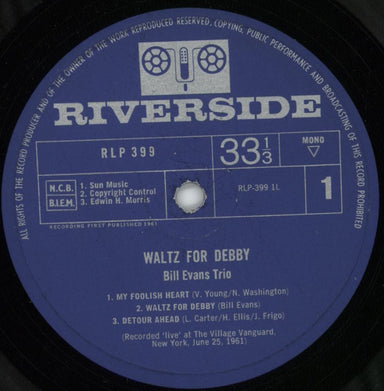 ALL RIGHTS OF THE RECORD PRODUCER AND OF THE OWNER OF THE WORK REPRODUCED RESERVED. COPYING, PUBLIC PERFORMANCE AND BROADCASTING OF THIS RECORD PROHIBITED
RIVERSIDE
RLP 399
33⅓
MONO
N.C.B.
B.I.E.M.
1. Sun Music
2. Copyright Control
3. Edwin H. Morris
RLP-399 1L
1
RECORDING FIRST PUBLISHED 1961
WALTZ FOR DEBBY
Bill Evans Trio
1. MY FOOLISH HEART (V. Young/N. Washington)
2. WALTZ FOR DEBBY (Bill Evans)
3. DETOUR AHEAD (L. Carter/H. Ellis/J. Frigo)
(Recorded 'live' at The Village Vanguard,
New York, June 25, 1961)